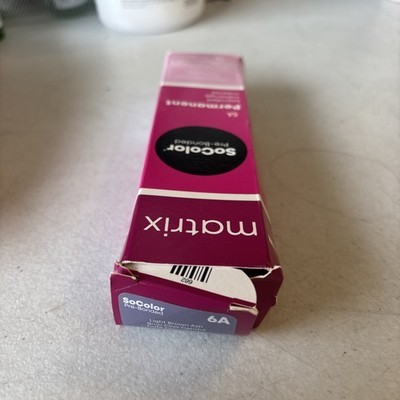 matrix
SoColor
Pre-Bonded
Permanent
6A
SoColor
Pre-Bonded
6A
Light Brown Ash